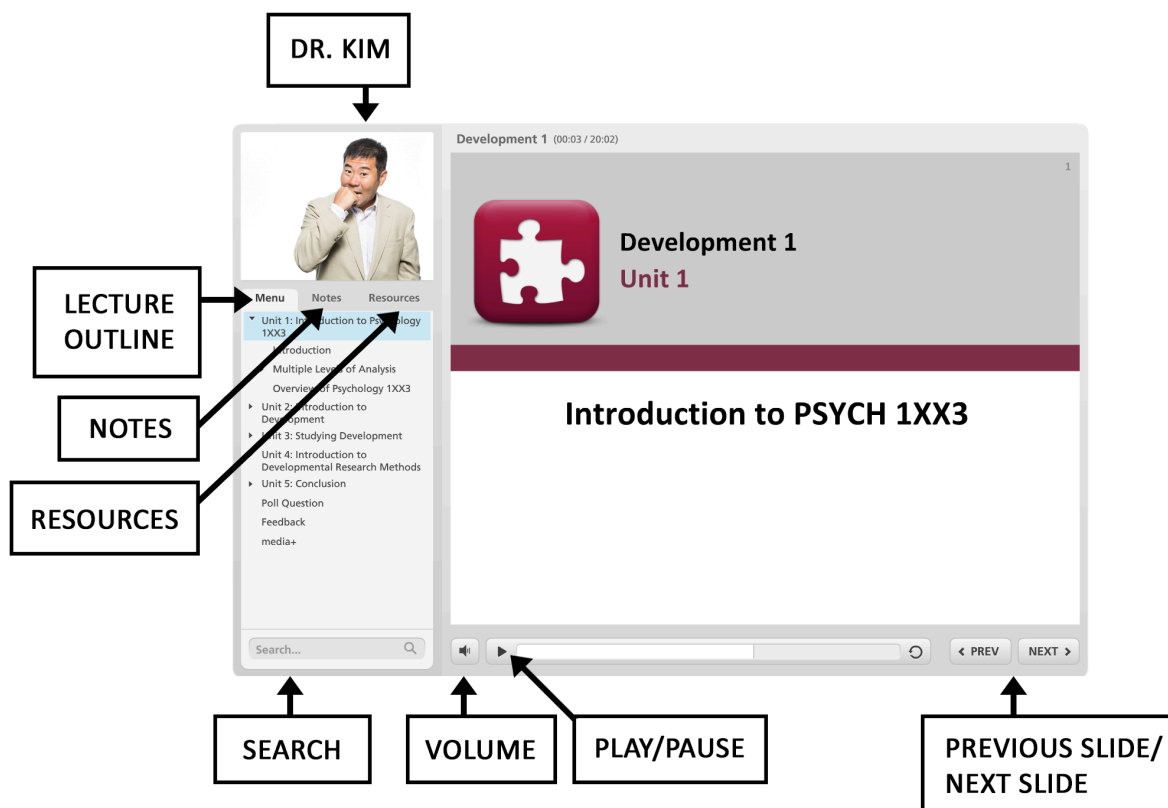 DR. KIM
Development 1 (00:03 / 20:02)
1
Development 1
Unit 1
Introduction to PSYCH 1XX3
LECTURE
OUTLINE
NOTES
RESOURCES
Menu Notes Resources
Unit 1: Introduction to Psychology
1XX3
Introduction
Multiple Levels of Analysis
Overview of Psychology 1XX3
Unit 2: Introduction to
Development
Unit 3: Studying Development
Unit 4: Introduction to
Developmental Research Methods
Unit 5: Conclusion
Poll Question
Feedback
media+
Search...
< PREV
NEXT >
SEARCH
VOLUME
PLAY/PAUSE
PREVIOUS SLIDE/
NEXT SLIDE